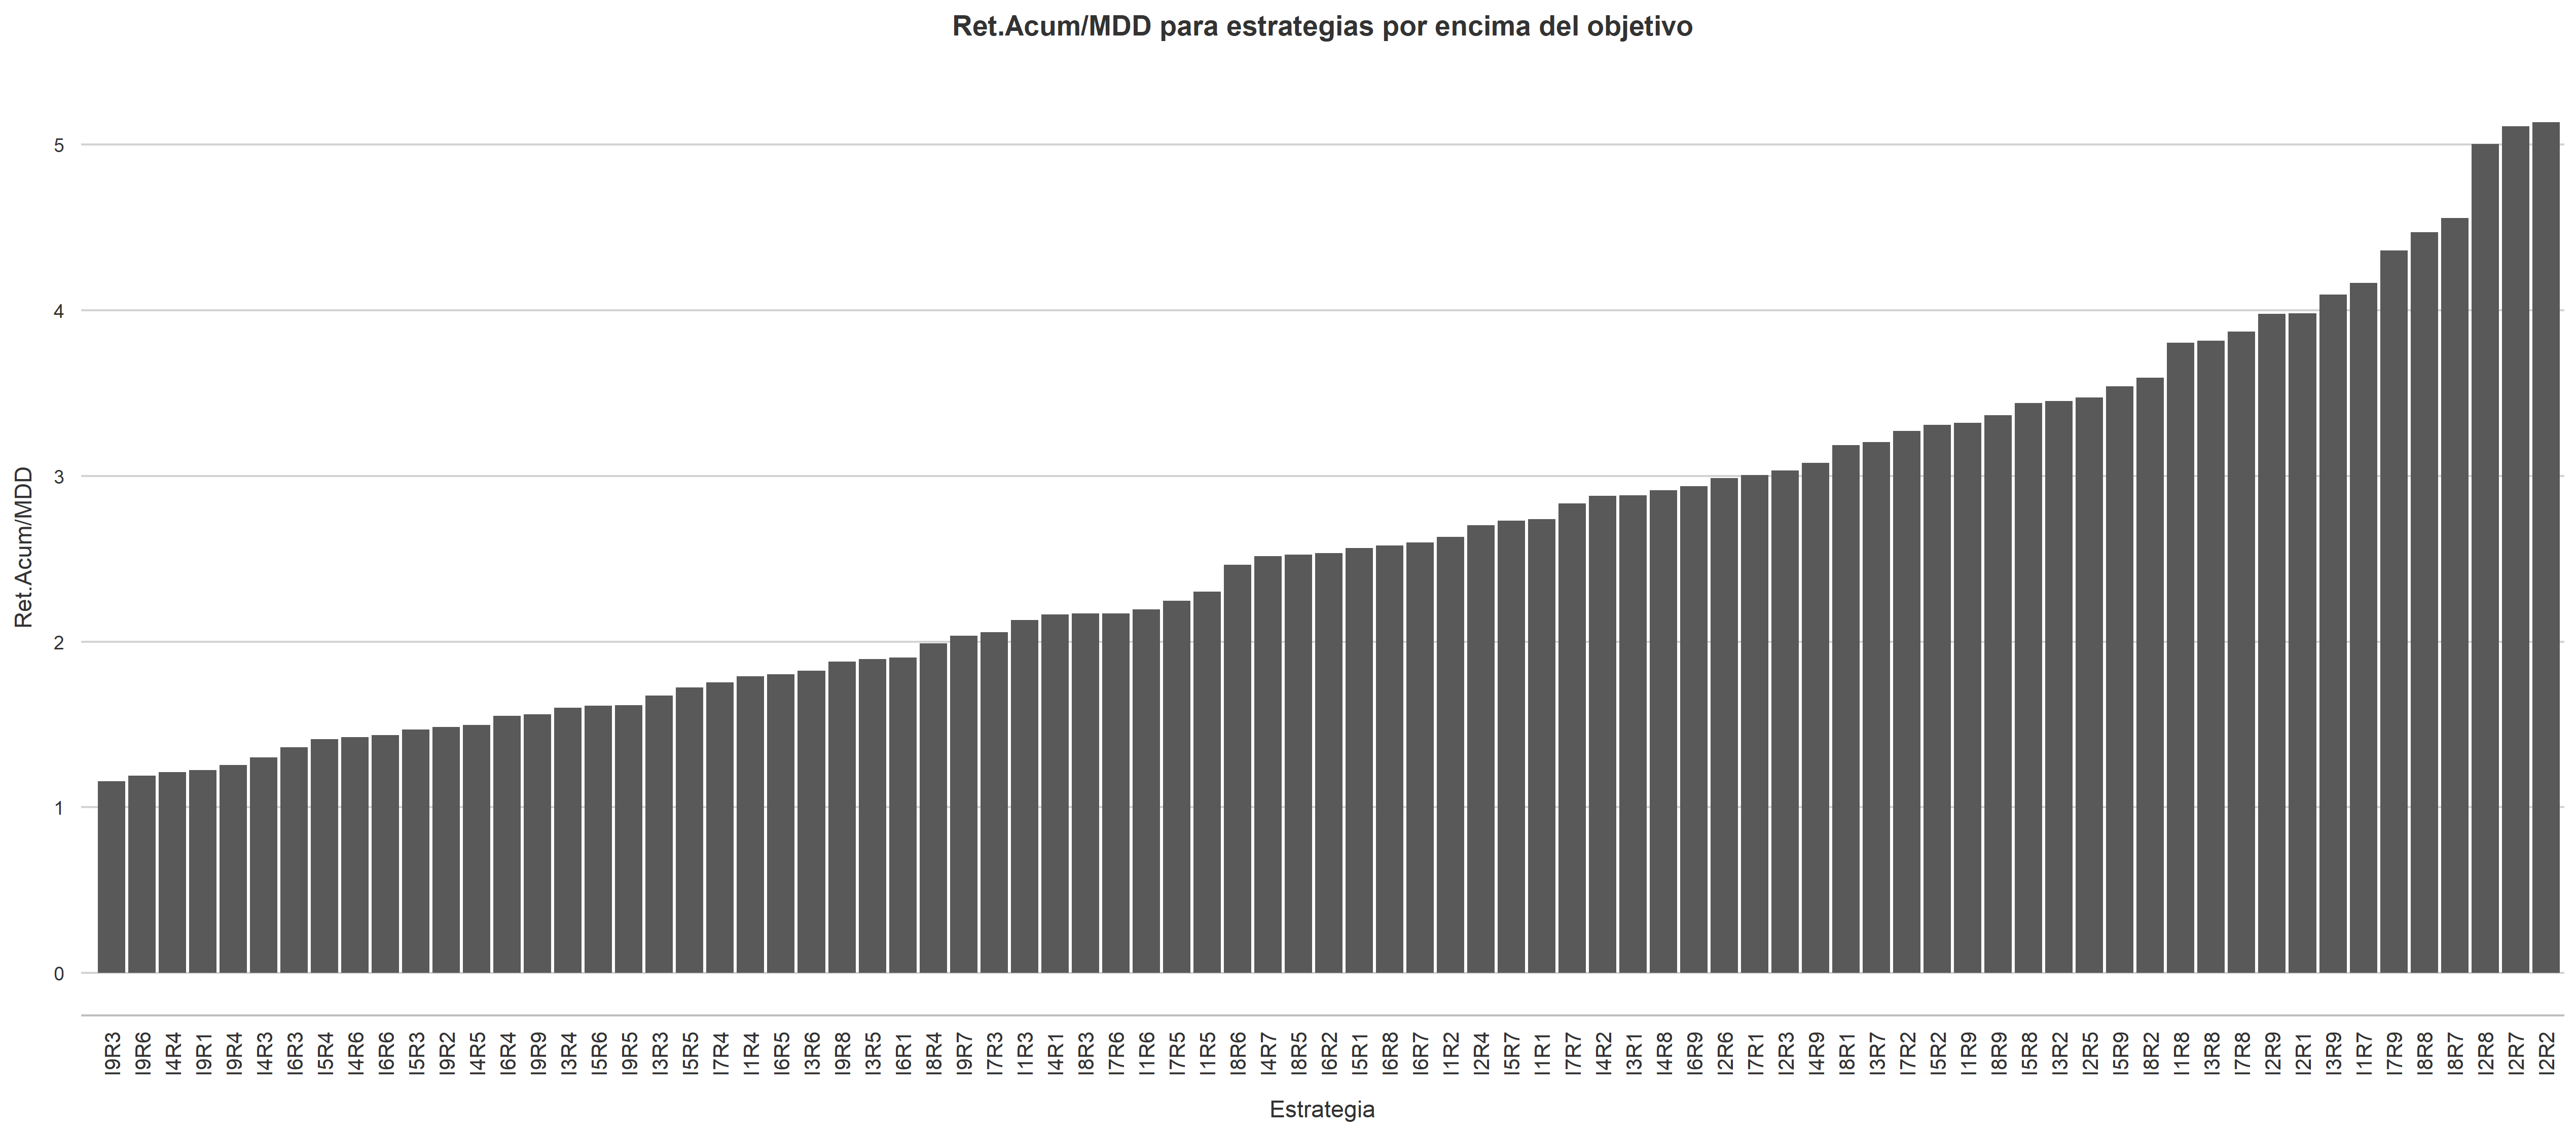 Ret.Acum/MDD para estrategias por encima del objetivo
Ret.Acum/MDD
5
4
3
2
1
0
I9R3 I9R6 I4R4 I9R1 I9R4 I4R3 I6R3 I5R4 I4R6 I6R6 I5R3 I9R2 I4R5 I6R4 I9R9 I3R4 I5R6 I9R5 I3R3 I5R5 I7R4 I1R4 I6R5 I3R6 I9R8 I3R5 I6R1 I8R4 I9R7 I7R3 I1R3 I4R1 I8R3 I7R6 I1R6 I7R5 I1R5 I8R6 I4R7 I8R5 I6R2 I5R1 I6R8 I6R7 I1R2 I2R4 I5R7 I1R1 I7R7 I4R2 I3R1 I4R8 I6R9 I2R6 I7R1 I2R3 I4R9 I8R1 I3R7 I7R2 I5R2 I1R9 I8R9 I5R8 I3R2 I2R5 I5R9 I8R2 I1R8 I3R8 I7R8 I2R9 I2R1 I3R9 I1R7 I7R9 I8R8 I8R7 I2R8 I2R7 I2R2
Estrategia